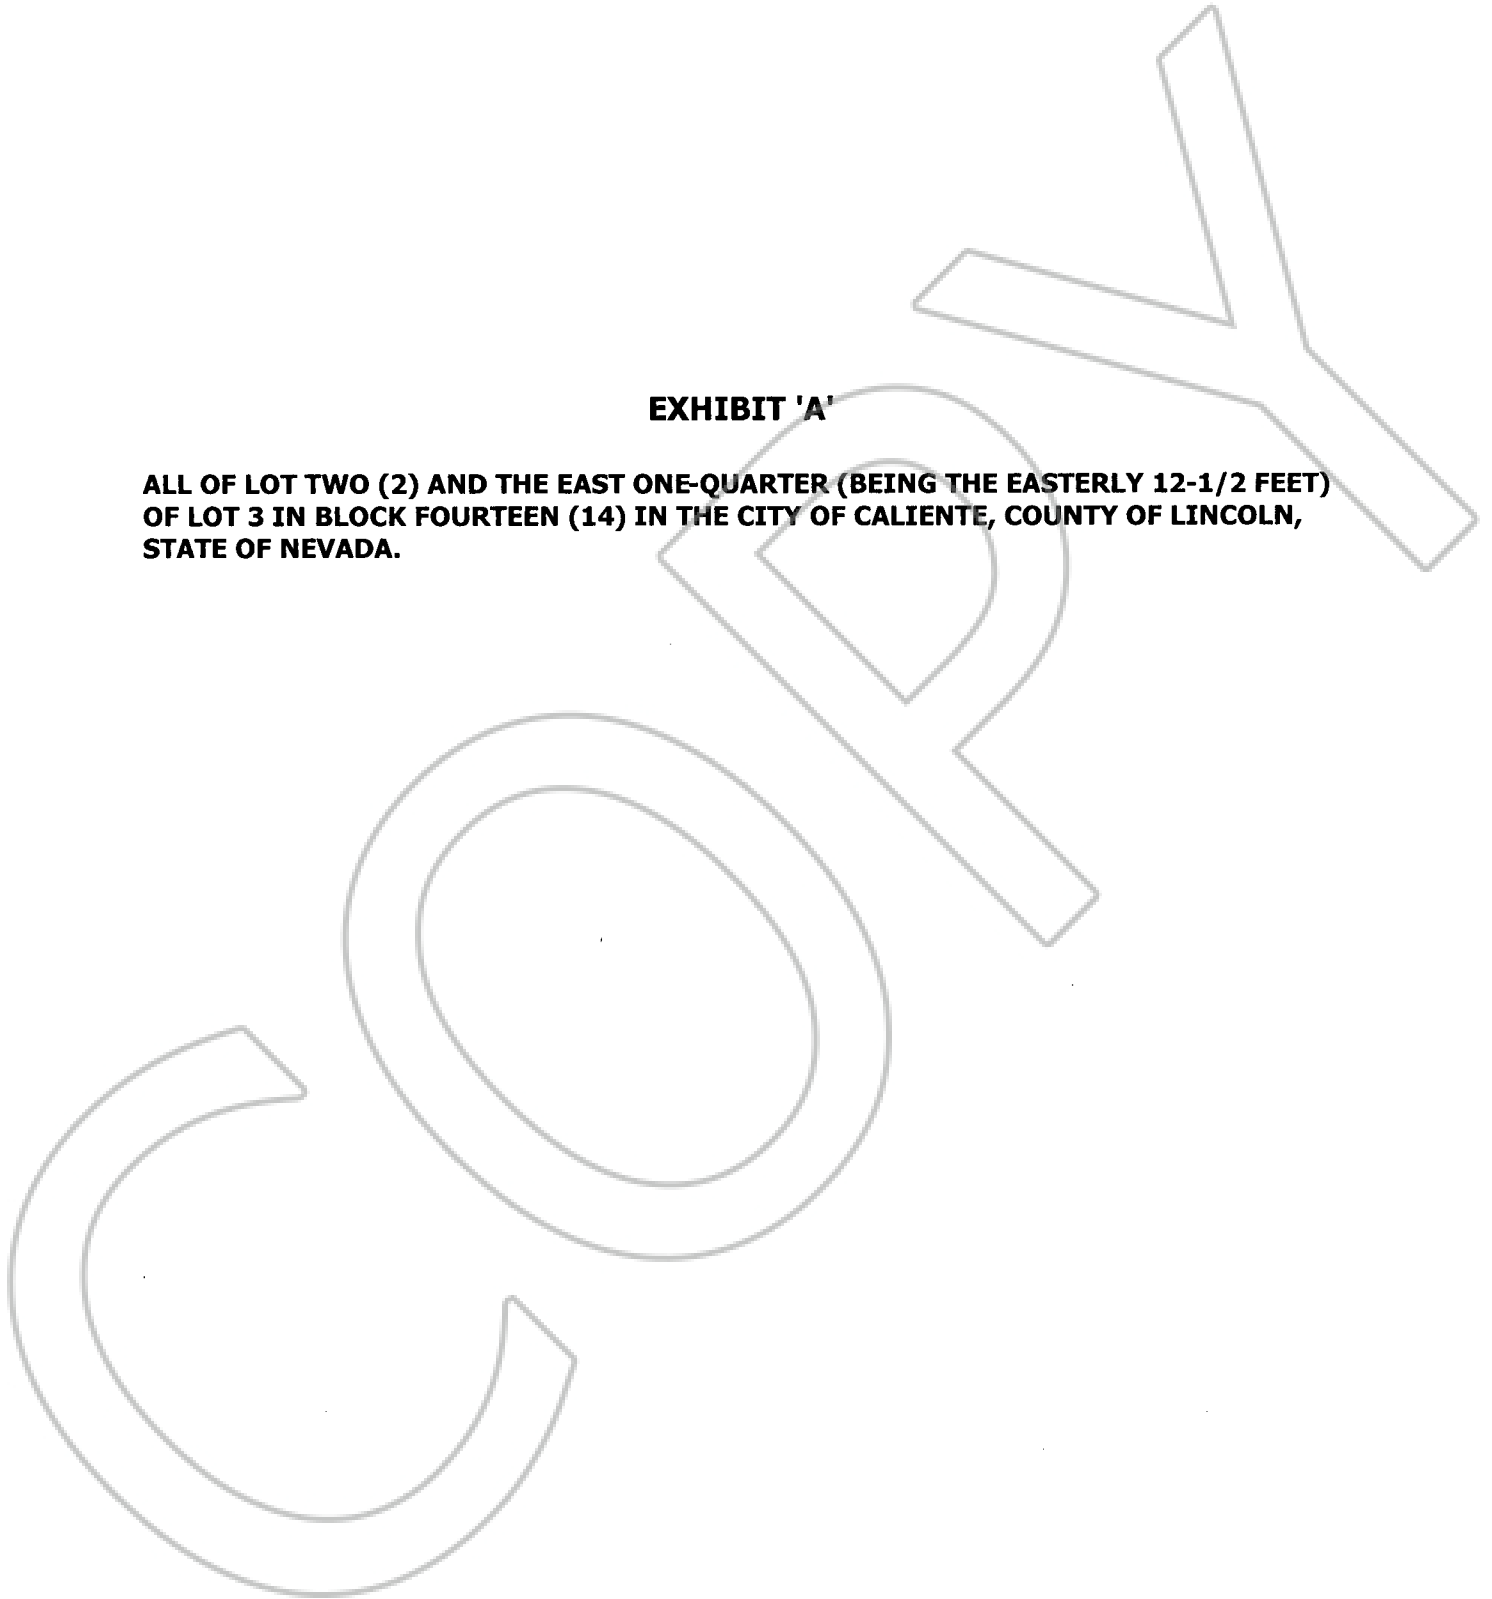 EXHIBIT 'A'
ALL OF LOT TWO (2) AND THE EAST ONE-QUARTER (BEING THE EASTERLY 12-1/2 FEET)
OF LOT 3 IN BLOCK FOURTEEN (14) IN THE CITY OF CALIENTE, COUNTY OF LINCOLN,
STATE OF NEVADA.
COPY